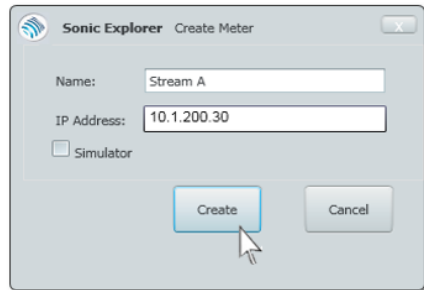 Sonic Explorer Create Meter
X
Name: Stream A
IP Address: 10.1.200.30
Simulator
Create Cancel